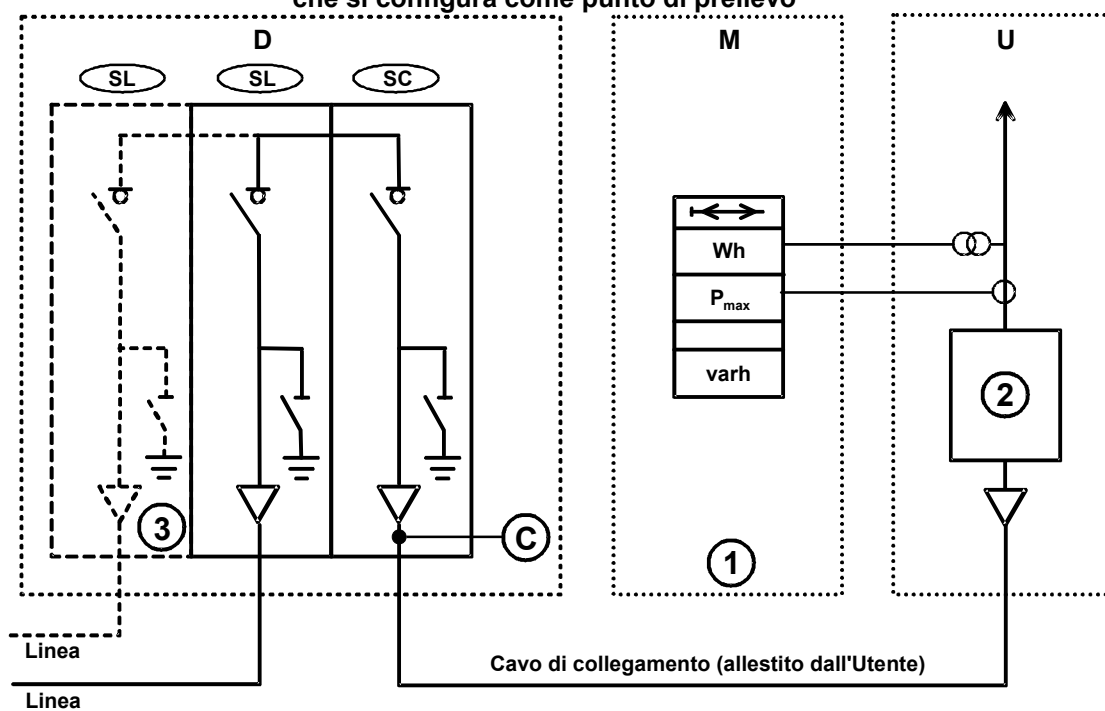 che si configura come punto di prelievo
D
M
U
SL
SL
SC
Wh
Pmax
varh
2
3
C
1
Linea
Cavo di collegamento (allestito dall'Utente)
Linea